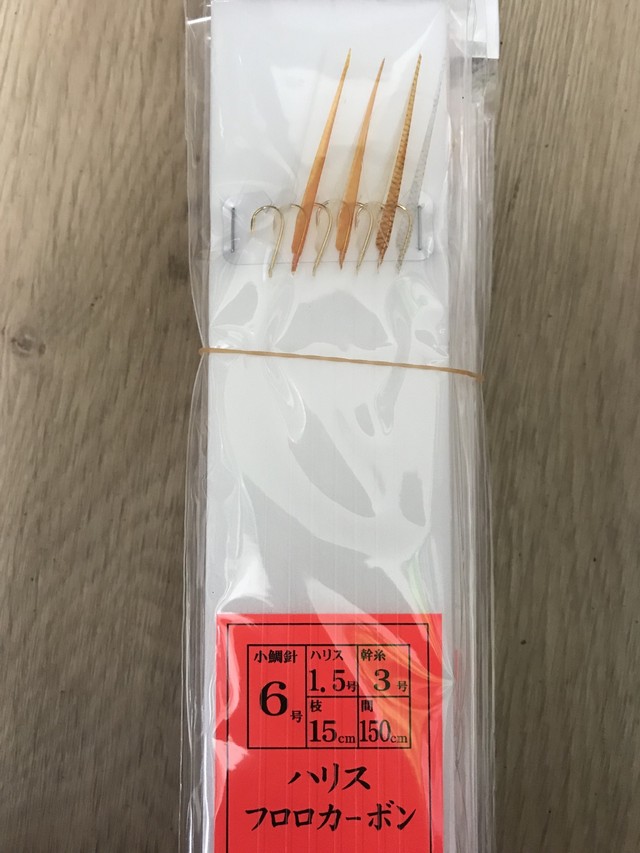 小鯛針 ハリス 幹糸
6号 1.5号 3号
枝 間
15cm 150cm
ハリス
フロロカーボン